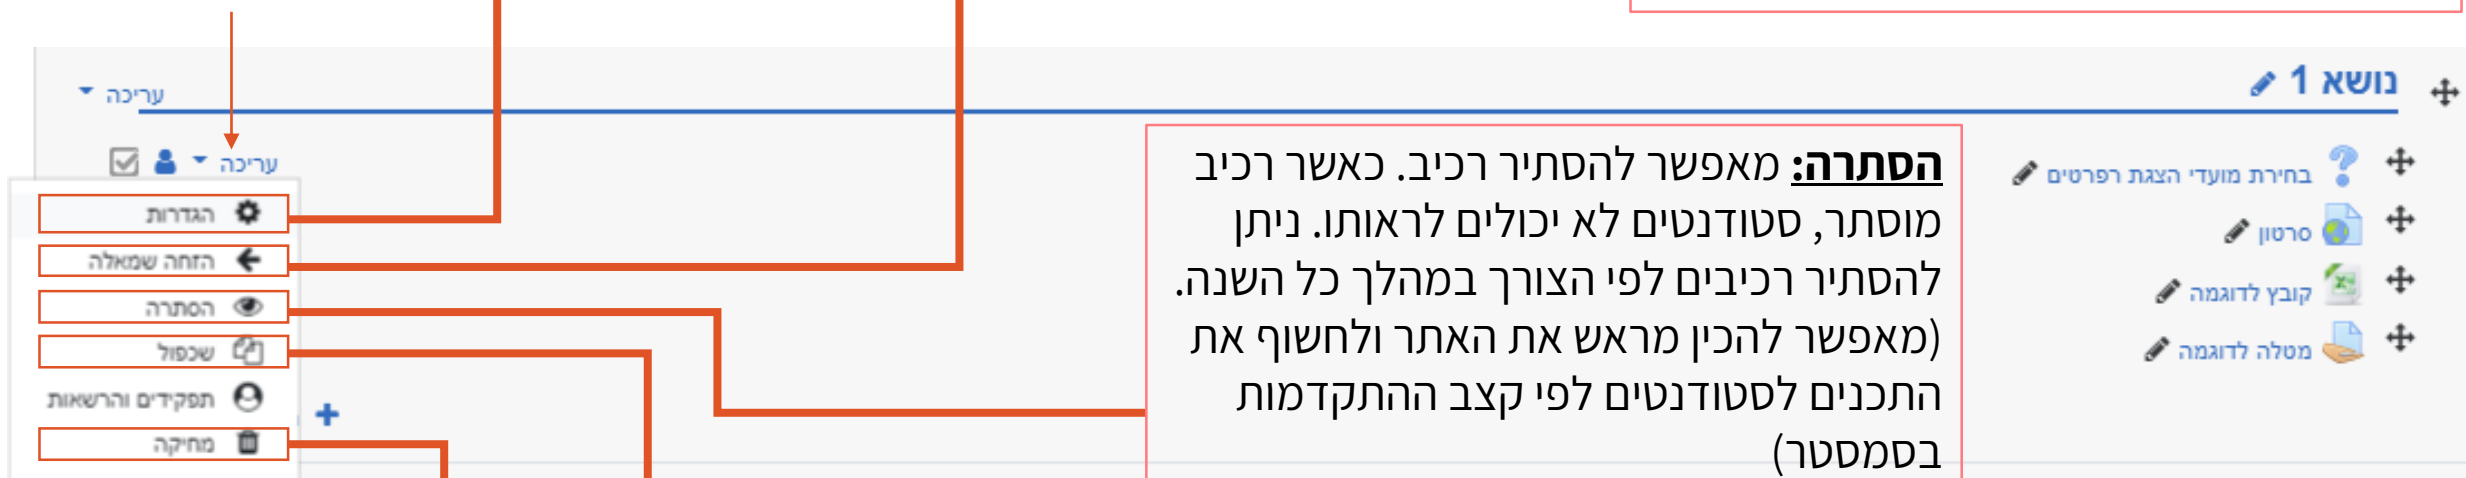 נושא 1
עריכה
בחירת מועדי הצגת רפרטים
סרטון
קובץ לדוגמה
מטלה לדוגמה
הסתרה: מאפשר להסתיר רכיב. כאשר רכיב
מוסתר, סטודנטים לא יכולים לראותו. ניתן
להסתיר רכיבים לפי הצורך במהלך כל השנה.
(מאפשר להכין מראש את האתר ולחשוף את
התכנים לסטודנטים לפי קצב ההתקדמות
בסמסטר)
עריכה
הגדרות
הזחה שמאלה
הסתרה
שכפול
תפקידים והרשאות
מחיקה